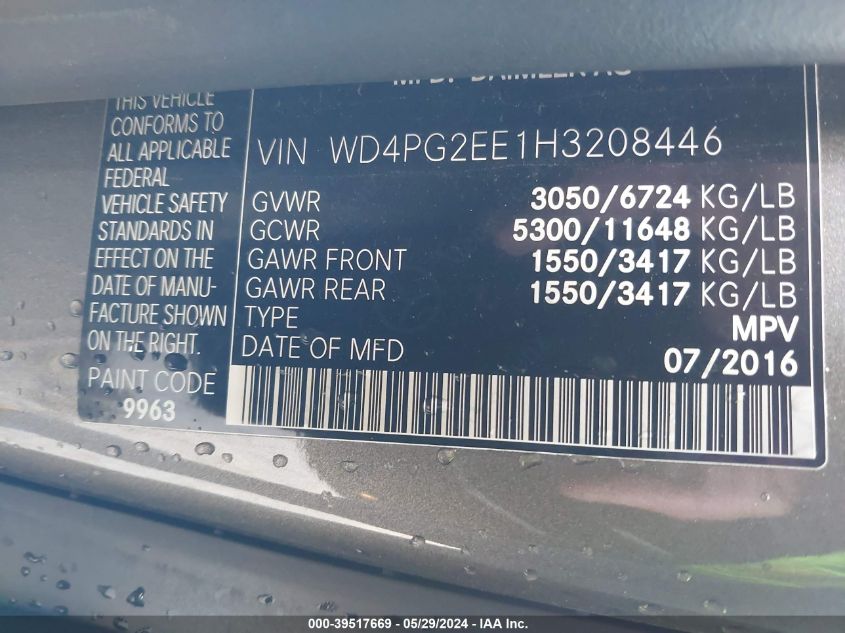 MFD. DAIMLER AG
THIS VEHICLE
CONFORMS TO
ALL APPLICABLE
FEDERAL
VEHICLE SAFETY
STANDARDS IN
EFFECT ON THE
DATE OF MANU-
FACTURE SHOWN
ON THE RIGHT.
PAINT CODE
9963
VIN WD4PG2EE1H3208446
GVWR 3050/6724 KG/LB
GCWR 5300/11648 KG/LB
GAWR FRONT 1550/3417 KG/LB
GAWR REAR 1550/3417 KG/LB
TYPE MPV
DATE OF MFD 07/2016
000-39517669 - 05/29/2024 - IAA Inc.